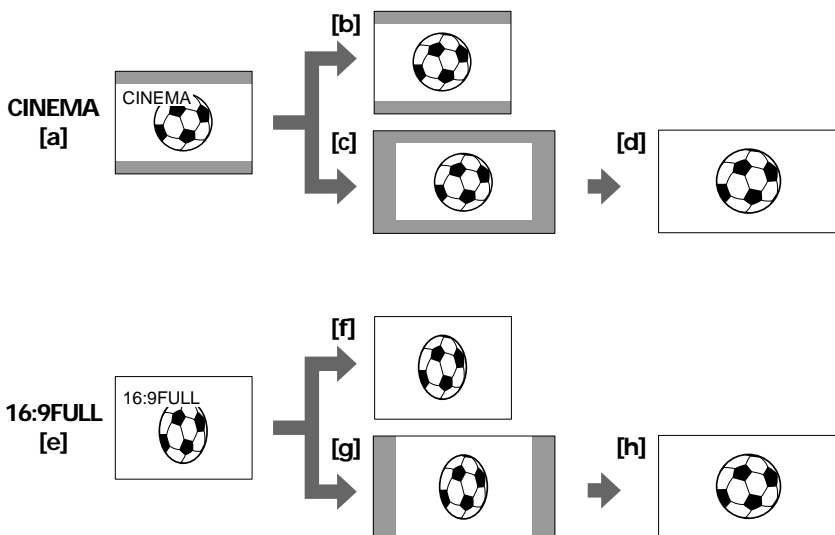 [b]
CINEMA
CINEMA
[a]
[c]
[d]
[f]
16:9FULL
16:9FULL
[e]
[g]
[h]